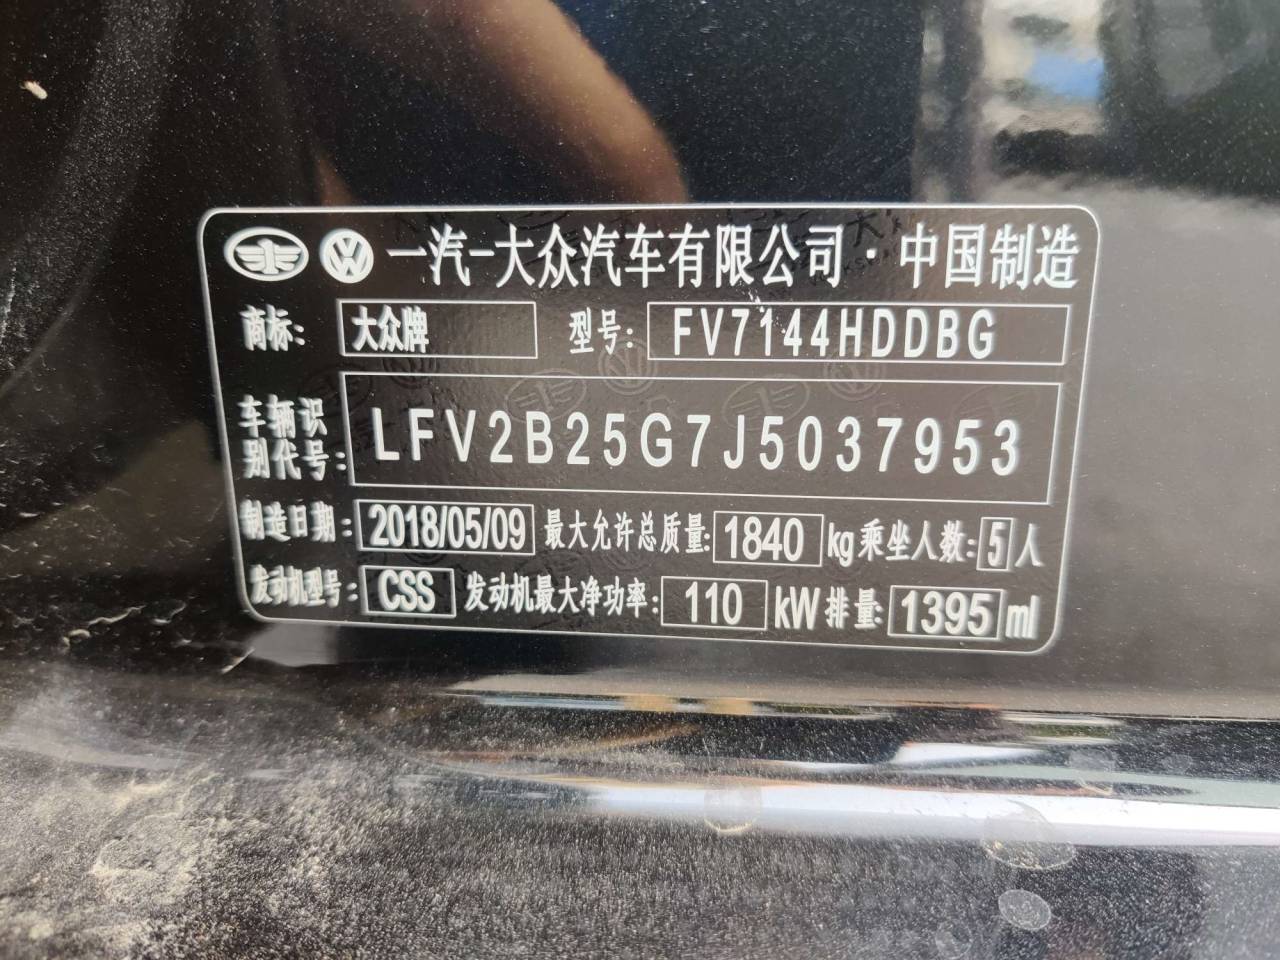 一汽-大众汽车有限公司·中国制造
商标: 大众牌 型号: FV7144HDDBG
车辆识
别代号: LFV2B25G7J5037953
制造日期: 2018/05/09 最大允许总质量: 1840 kg 乘坐人数: 5 人
发动机型号: CSS 发动机最大净功率: 110 kW 排量: 1395 ml